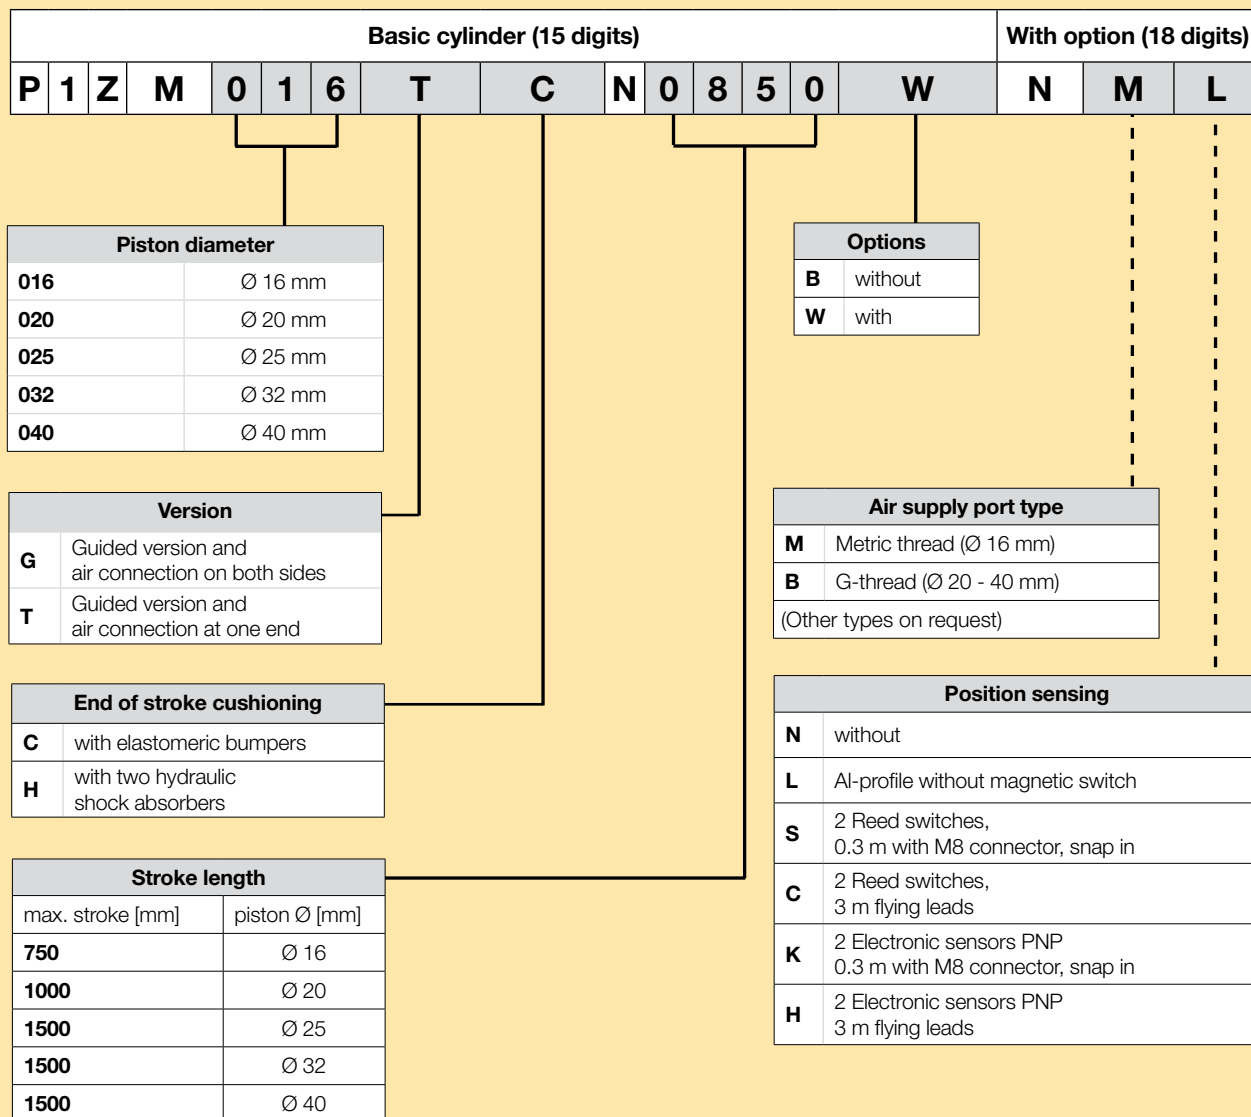 Basic cylinder (15 digits) With option (18 digits)
P 1 Z M 0 1 6 T C N 0 8 5 0 W N M L
Piston diameter
016 Ø 16 mm
020 Ø 20 mm
025 Ø 25 mm
032 Ø 32 mm
040 Ø 40 mm
Options
B without
W with
Version
G Guided version and
air connection on both sides
T Guided version and
air connection at one end
Air supply port type
M Metric thread (Ø 16 mm)
B G-thread (Ø 20 - 40 mm)
(Other types on request)
End of stroke cushioning
C with elastomeric bumpers
H with two hydraulic
shock absorbers
Position sensing
N without
L Al-profile without magnetic switch
S 2 Reed switches,
0.3 m with M8 connector, snap in
C 2 Reed switches,
3 m flying leads
K 2 Electronic sensors PNP
0.3 m with M8 connector, snap in
H 2 Electronic sensors PNP
3 m flying leads
Stroke length
max. stroke [mm] piston Ø [mm]
750 Ø 16
1000 Ø 20
1500 Ø 25
1500 Ø 32
1500 Ø 40